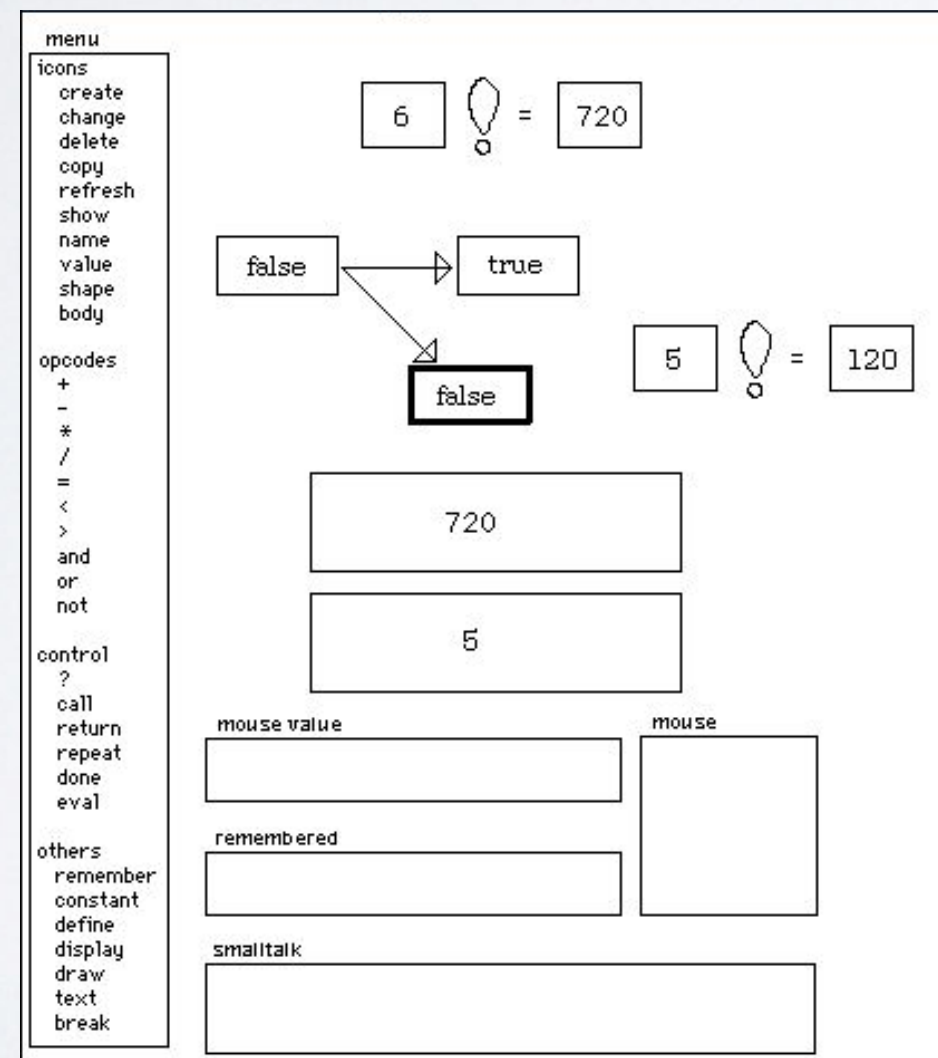 menu
icons
create
change
delete
copy
refresh
show
name
value
shape
body
opcodes
+
-
*
/
=
<
>
and
or
not
control
?
call
return
repeat
done
eval
others
remember
constant
define
display
draw
text
break
6 ! = 720
false true
false
5 ! = 120
720
5
mouse value
mouse
remembered
smalltalk